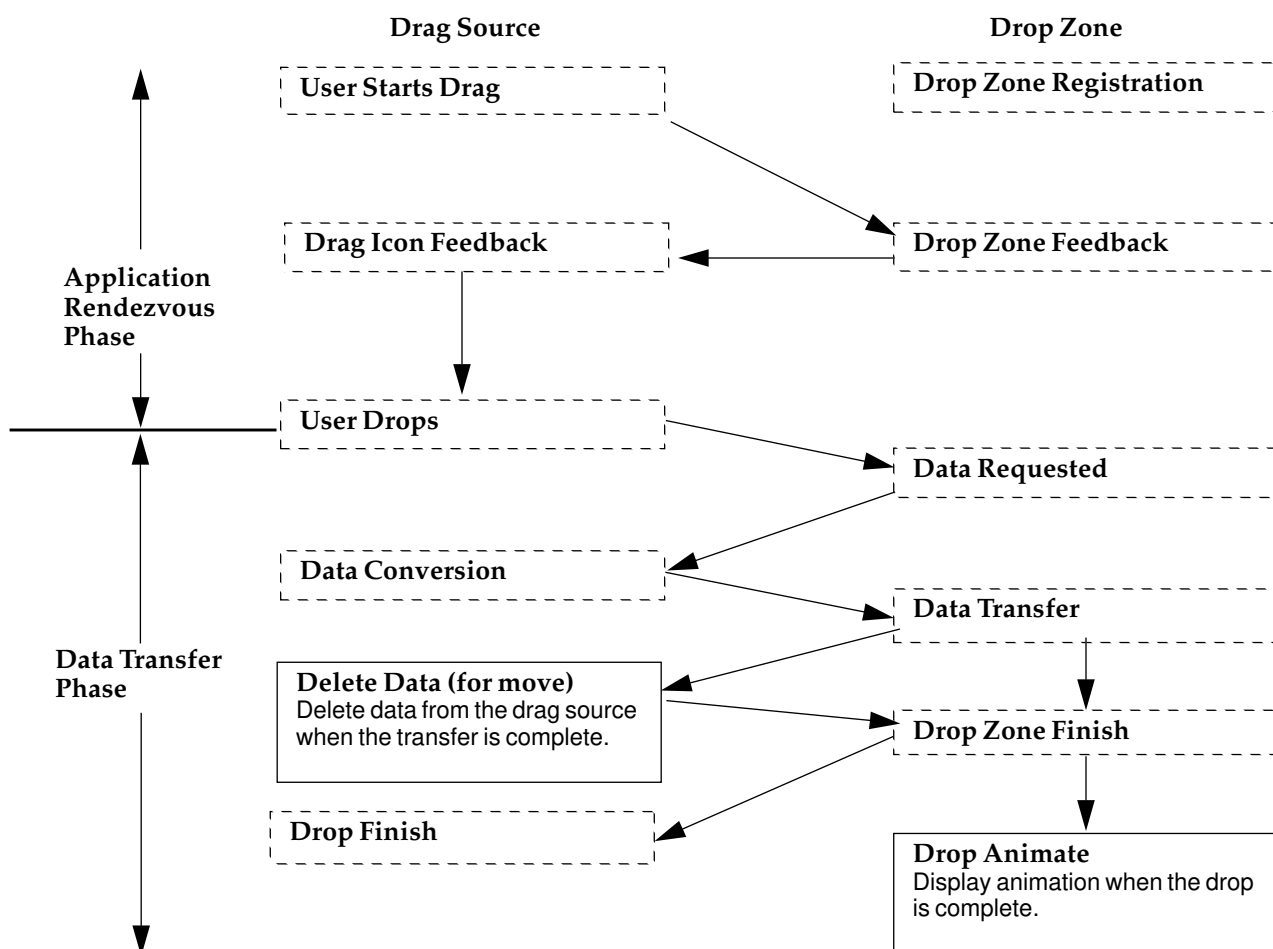 Drag Source
Drop Zone
User Starts Drag
Drop Zone Registration
Drag Icon Feedback
Drop Zone Feedback
Application
Rendezvous
Phase
User Drops
Data Requested
Data Conversion
Data Transfer
Data Transfer
Phase
Delete Data (for move)
Delete data from the drag source
when the transfer is complete.
Drop Zone Finish
Drop Finish
Drop Animate
Display animation when the drop
is complete.